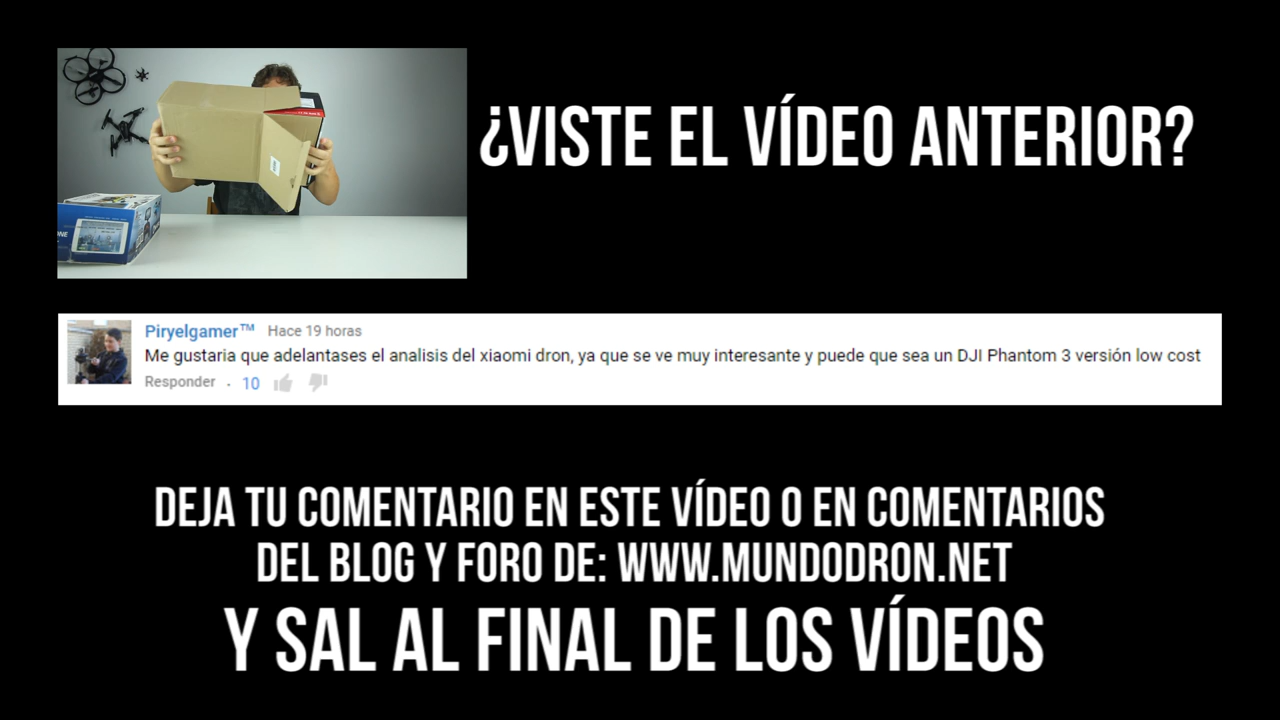 ¿VISTE EL VÍDEO ANTERIOR?
Piryelgamer™ Hace 19 horas
Me gustaria que adelantases el analisis del xiaomi dron, ya que se ve muy interesante y puede que sea un DJI Phantom 3 versión low cost
Responder · 10
DEJA TU COMENTARIO EN ESTE VÍDEO O EN COMENTARIOS
DEL BLOG Y FORO DE: WWW.MUNDODRON.NET
Y SAL AL FINAL DE LOS VÍDEOS